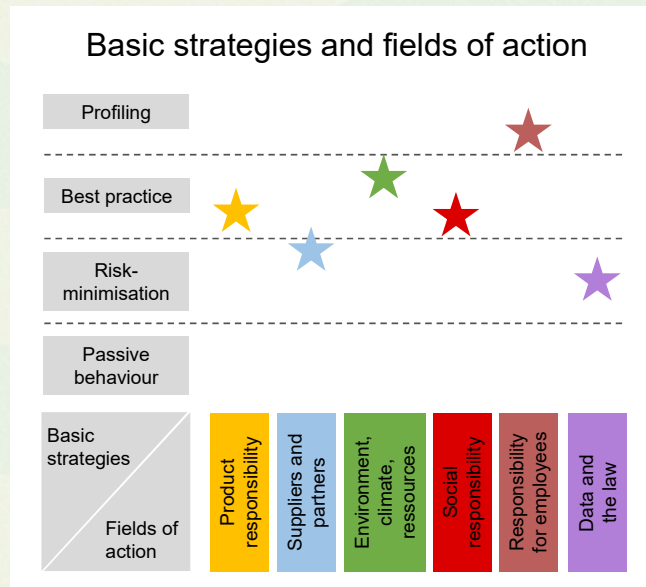 Basic strategies and fields of action
Profiling
Best practice
Risk-
minimisation
Passive
behaviour
Basic
strategies
Fields of
action
Product
responsibility
Suppliers and
partners
Environment,
climate,
ressources
Social
responsibility
Responsibility
for employees
Data and
the law